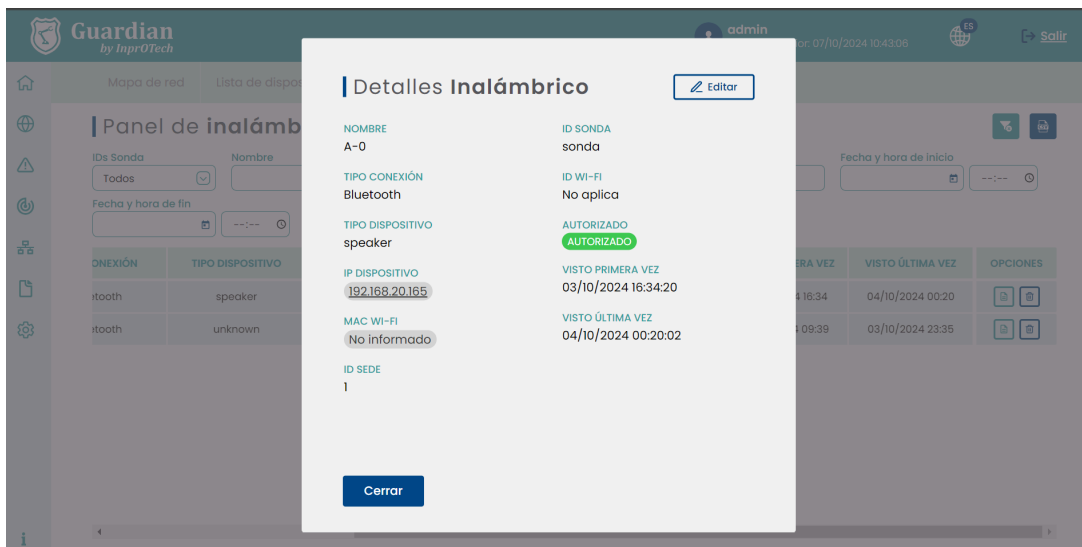 Guardian
by InprOTech
admin
or: 07/10/2024 10:43:06
ES
Salir
Mapa de red
Lista de dispos
Panel de inalámb
IDs Sonda
Nombre
Fecha y hora de inicio
Todos
--:--
Fecha y hora de fin
--:--
ONEXIÓN
TIPO DISPOSITIVO
ERA VEZ
VISTO ÚLTIMA VEZ
OPCIONES
tooth
speaker
4 16:34
04/10/2024 00:20
tooth
unknown
09:39
03/10/2024 23:35
Detalles Inalámbrico
Editar
NOMBRE
A-0
ID SONDA
sonda
TIPO CONEXIÓN
Bluetooth
ID WI-FI
No aplica
TIPO DISPOSITIVO
speaker
AUTORIZADO
AUTORIZADO
IP DISPOSITIVO
192.168.20.165
VISTO PRIMERA VEZ
03/10/2024 16:34:20
MAC WI-FI
No informado
VISTO ÚLTIMA VEZ
04/10/2024 00:20:02
ID SEDE
1
Cerrar
i